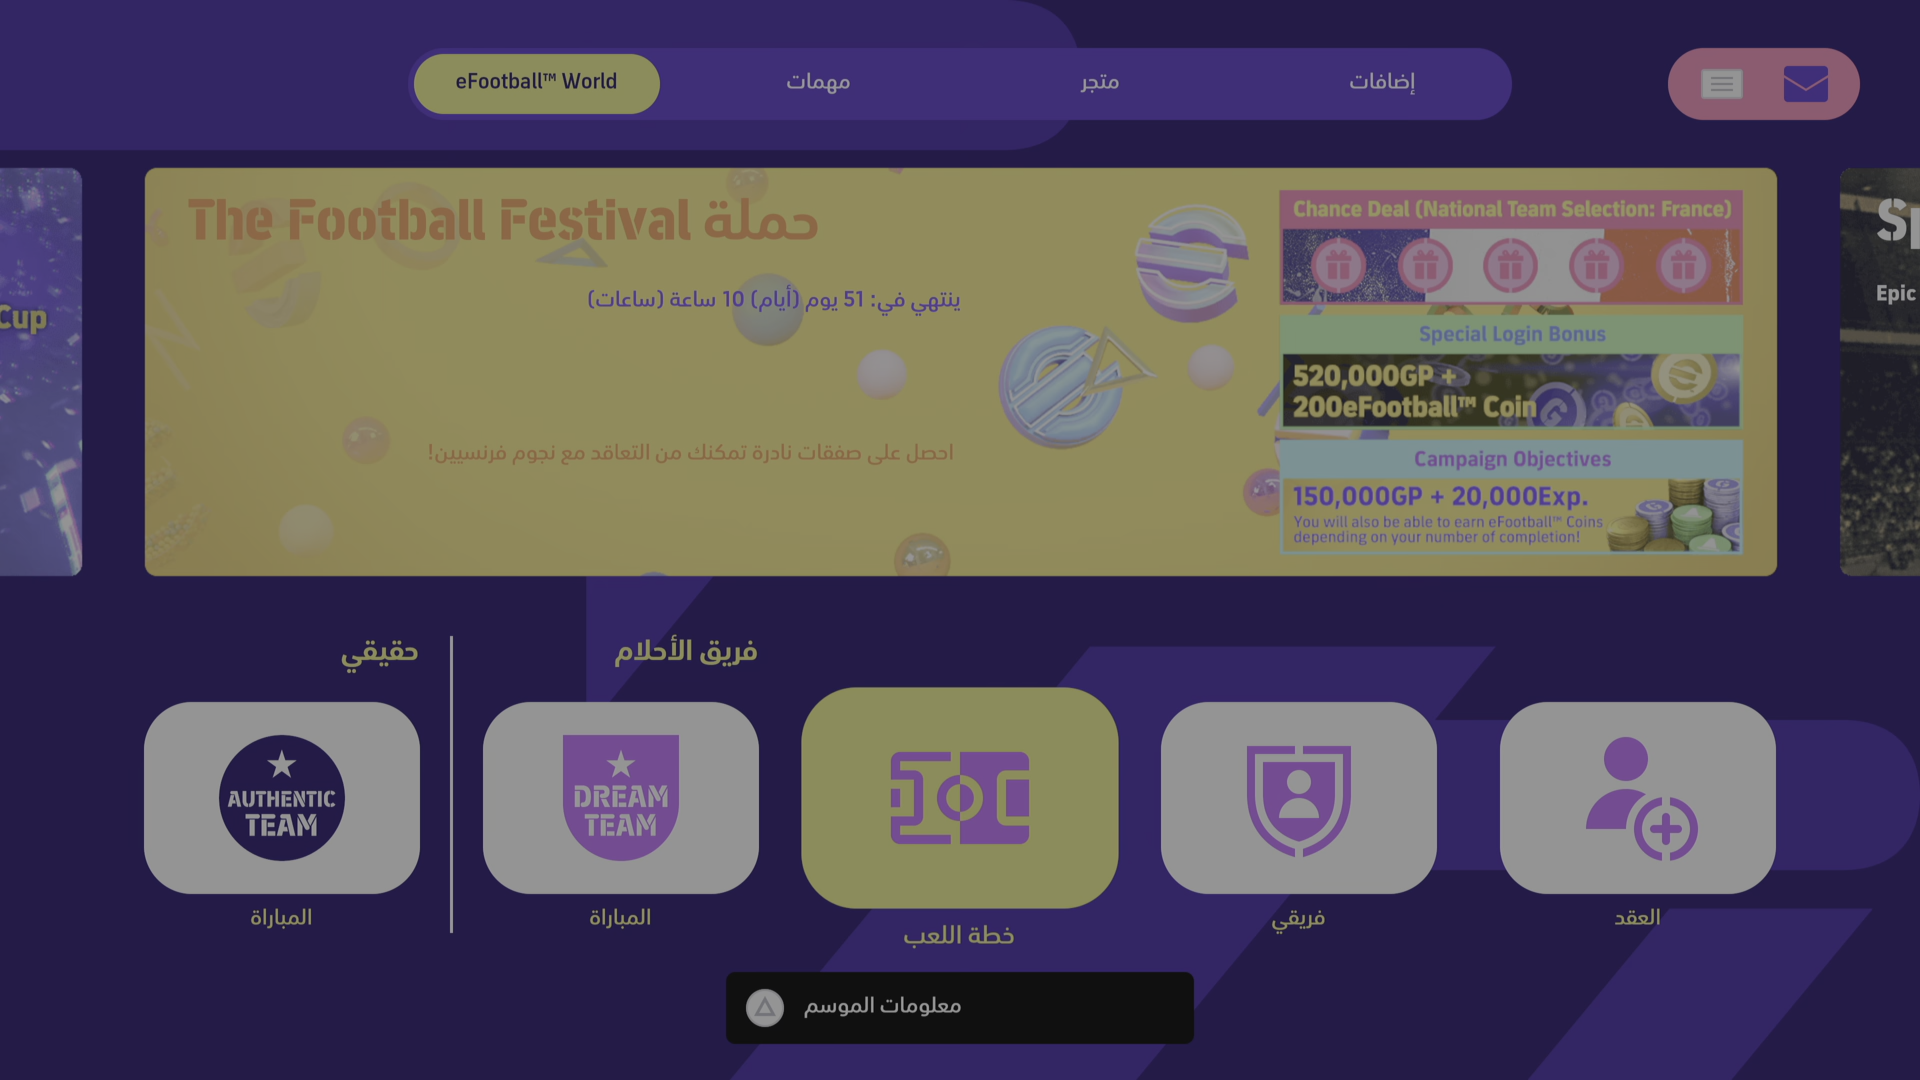 eFootball™ World
مهمات
متجر
إضافات
Cup
The Football Festival حملة
ينتهي في: 51 يوم (أيام) 10 ساعة (ساعات)
احصل على صفقات نادرة تمكنك من التعاقد مع نجوم فرنسيين!
Chance Deal (National Team Selection: France)
Special Login Bonus
520,000GP +
200eFootball™ Coin
Campaign Objectives
150,000GP + 20,000Exp.
You will also be able to earn eFootball™ Coins
depending on your number of completion!
Epic
حقيقي
فريق الأحلام
AUTHENTIC
TEAM
DREAM
TEAM
المباراة
المباراة
خطة اللعب
فريقي
العقد
معلومات الموسم